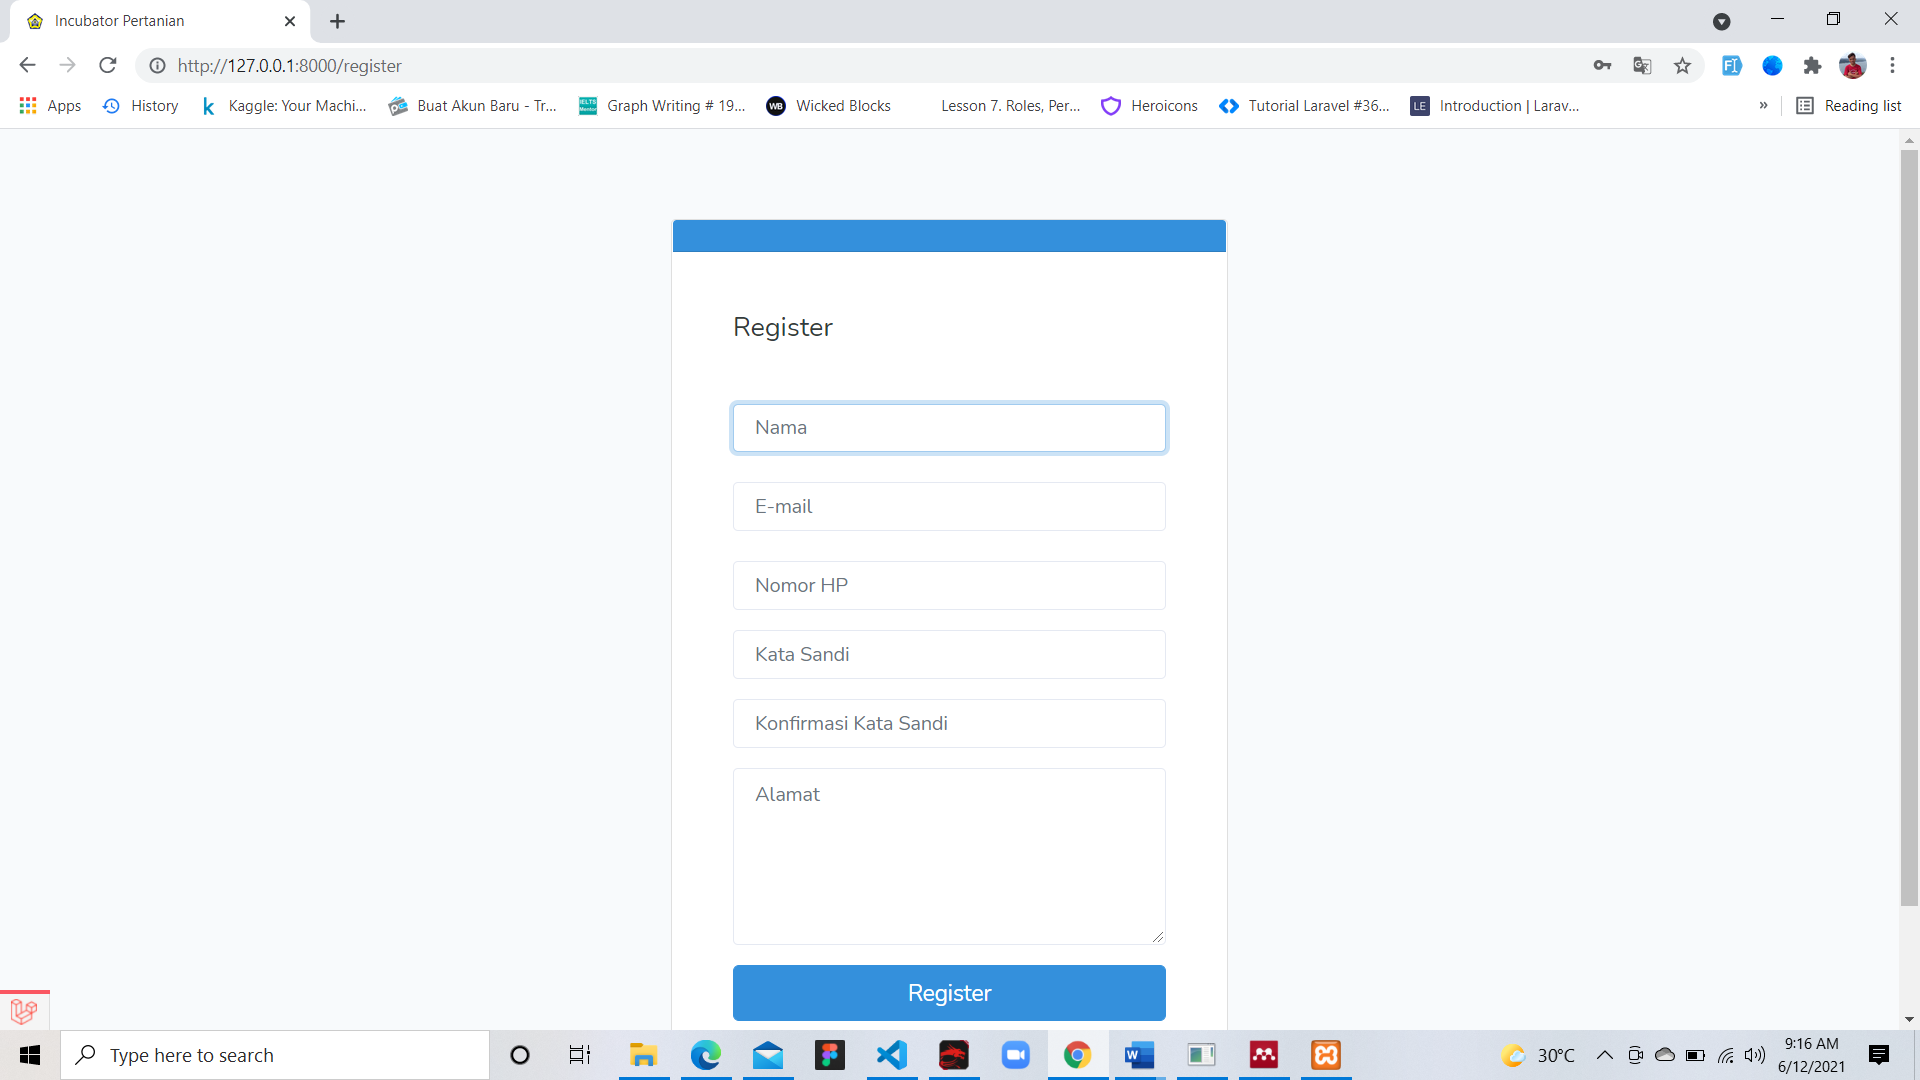 Incubator Pertanian
http://127.0.0.1:8000/register
Apps
History
Kaggle: Your Machi...
Buat Akun Baru - Tr...
IELTS
Graph Writing # 19...
WB
Wicked Blocks
Lesson 7. Roles, Per...
Heroicons
Tutorial Laravel #36...
LE
Introduction | Larav...
»
Reading list
Register
Nama
E-mail
Nomor HP
Kata Sandi
Konfirmasi Kata Sandi
Alamat
Register
Type here to search
30°C
9:16 AM
6/12/2021